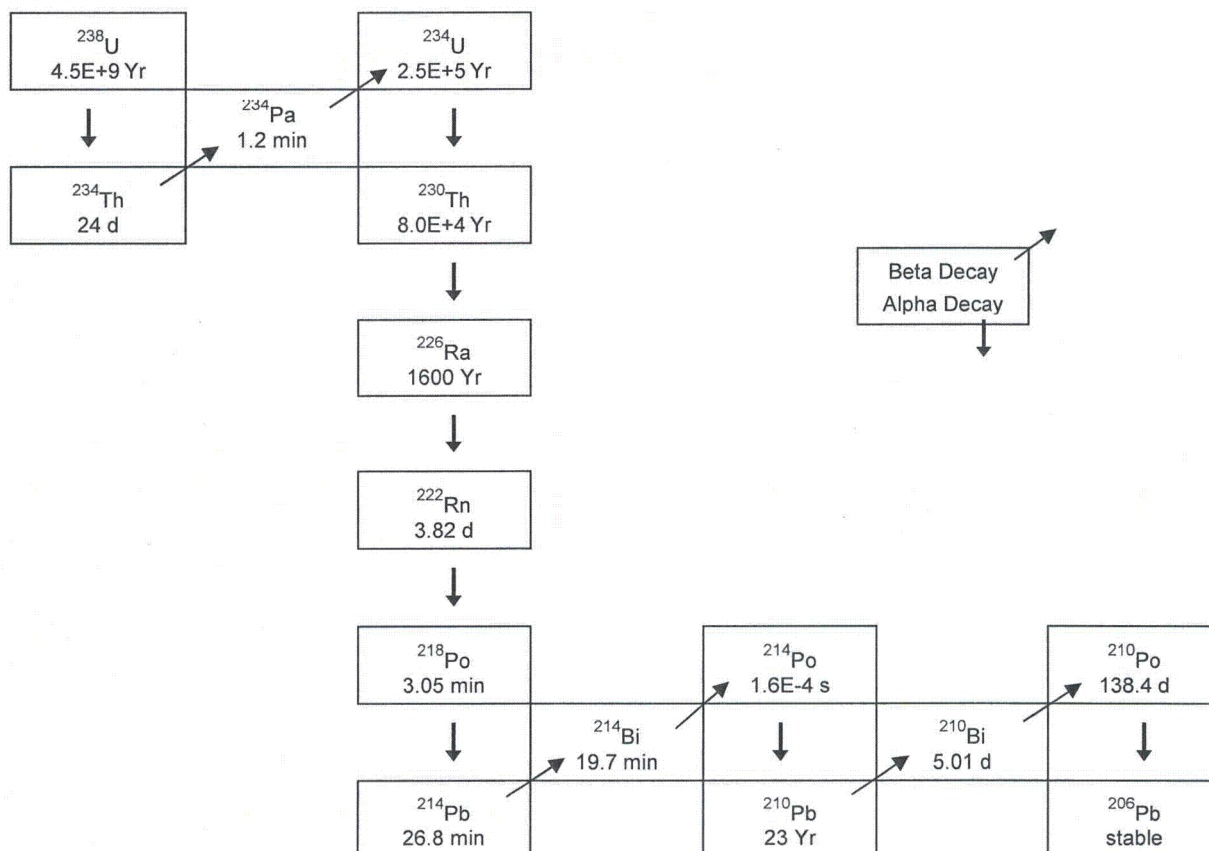 ²³⁸U
4.5E+9 Yr
²³⁴U
2.5E+5 Yr
²³⁴Pa
1.2 min
²³⁴Th
24 d
²³⁰Th
8.0E+4 Yr
Beta Decay
Alpha Decay
²²⁶Ra
1600 Yr
²²²Rn
3.82 d
²¹⁸Po
3.05 min
²¹⁴Po
1.6E-4 s
²¹⁰Po
138.4 d
²¹⁴Bi
19.7 min
²¹⁰Bi
5.01 d
²¹⁴Pb
26.8 min
²¹⁰Pb
23 Yr
²⁰⁶Pb
stable